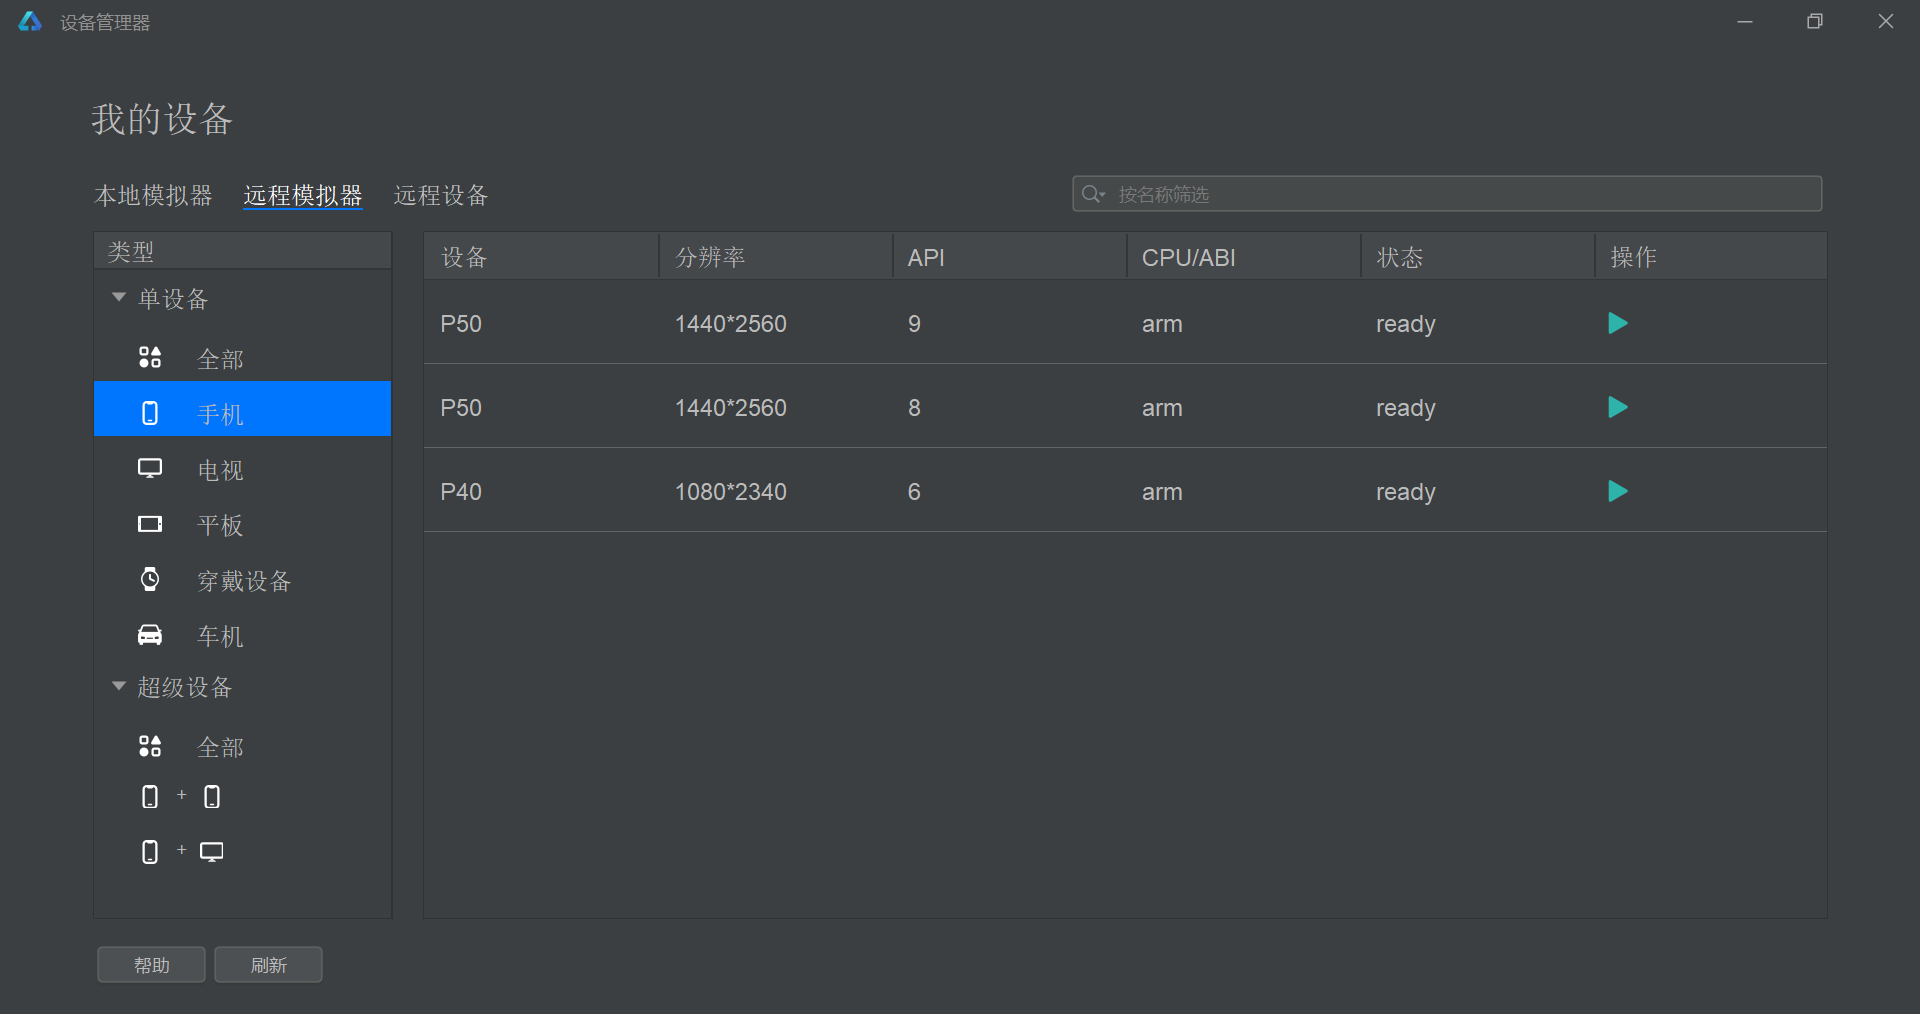 设备管理器
我的设备
本地模拟器 远程模拟器 远程设备
按名称筛选
类型
单设备
全部
手机
电视
平板
穿戴设备
车机
超级设备
全部
+
+
设备 分辨率 API CPU/ABI 状态 操作
P50 1440*2560 9 arm ready
P50 1440*2560 8 arm ready
P40 1080*2340 6 arm ready
帮助 刷新